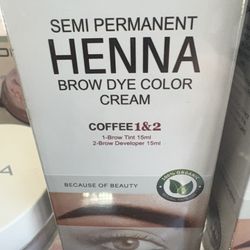 SEMI PERMANENT
HENNA
BROW DYE COLOR
CREAM
COFFEE1&2
1-Brow Tint 15ml
2-Brow Developer 15ml
BECAUSE OF BEAUTY
100% ORGANIC
A